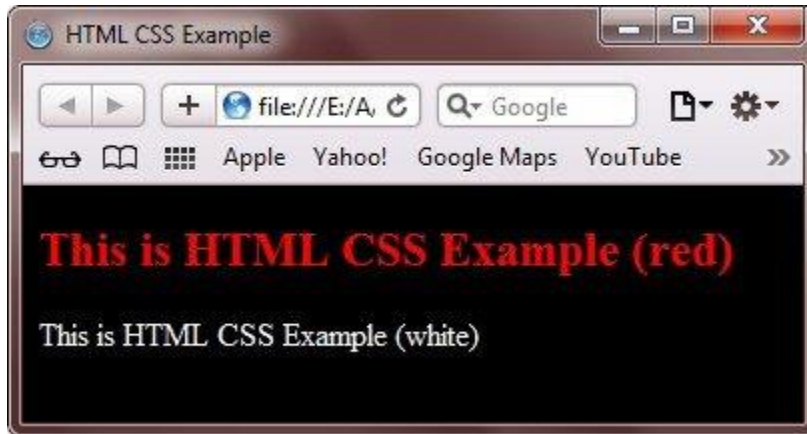 HTML CSS Example
file:///E:/A, Google
Apple Yahoo! Google Maps YouTube
This is HTML CSS Example (red)
This is HTML CSS Example (white)